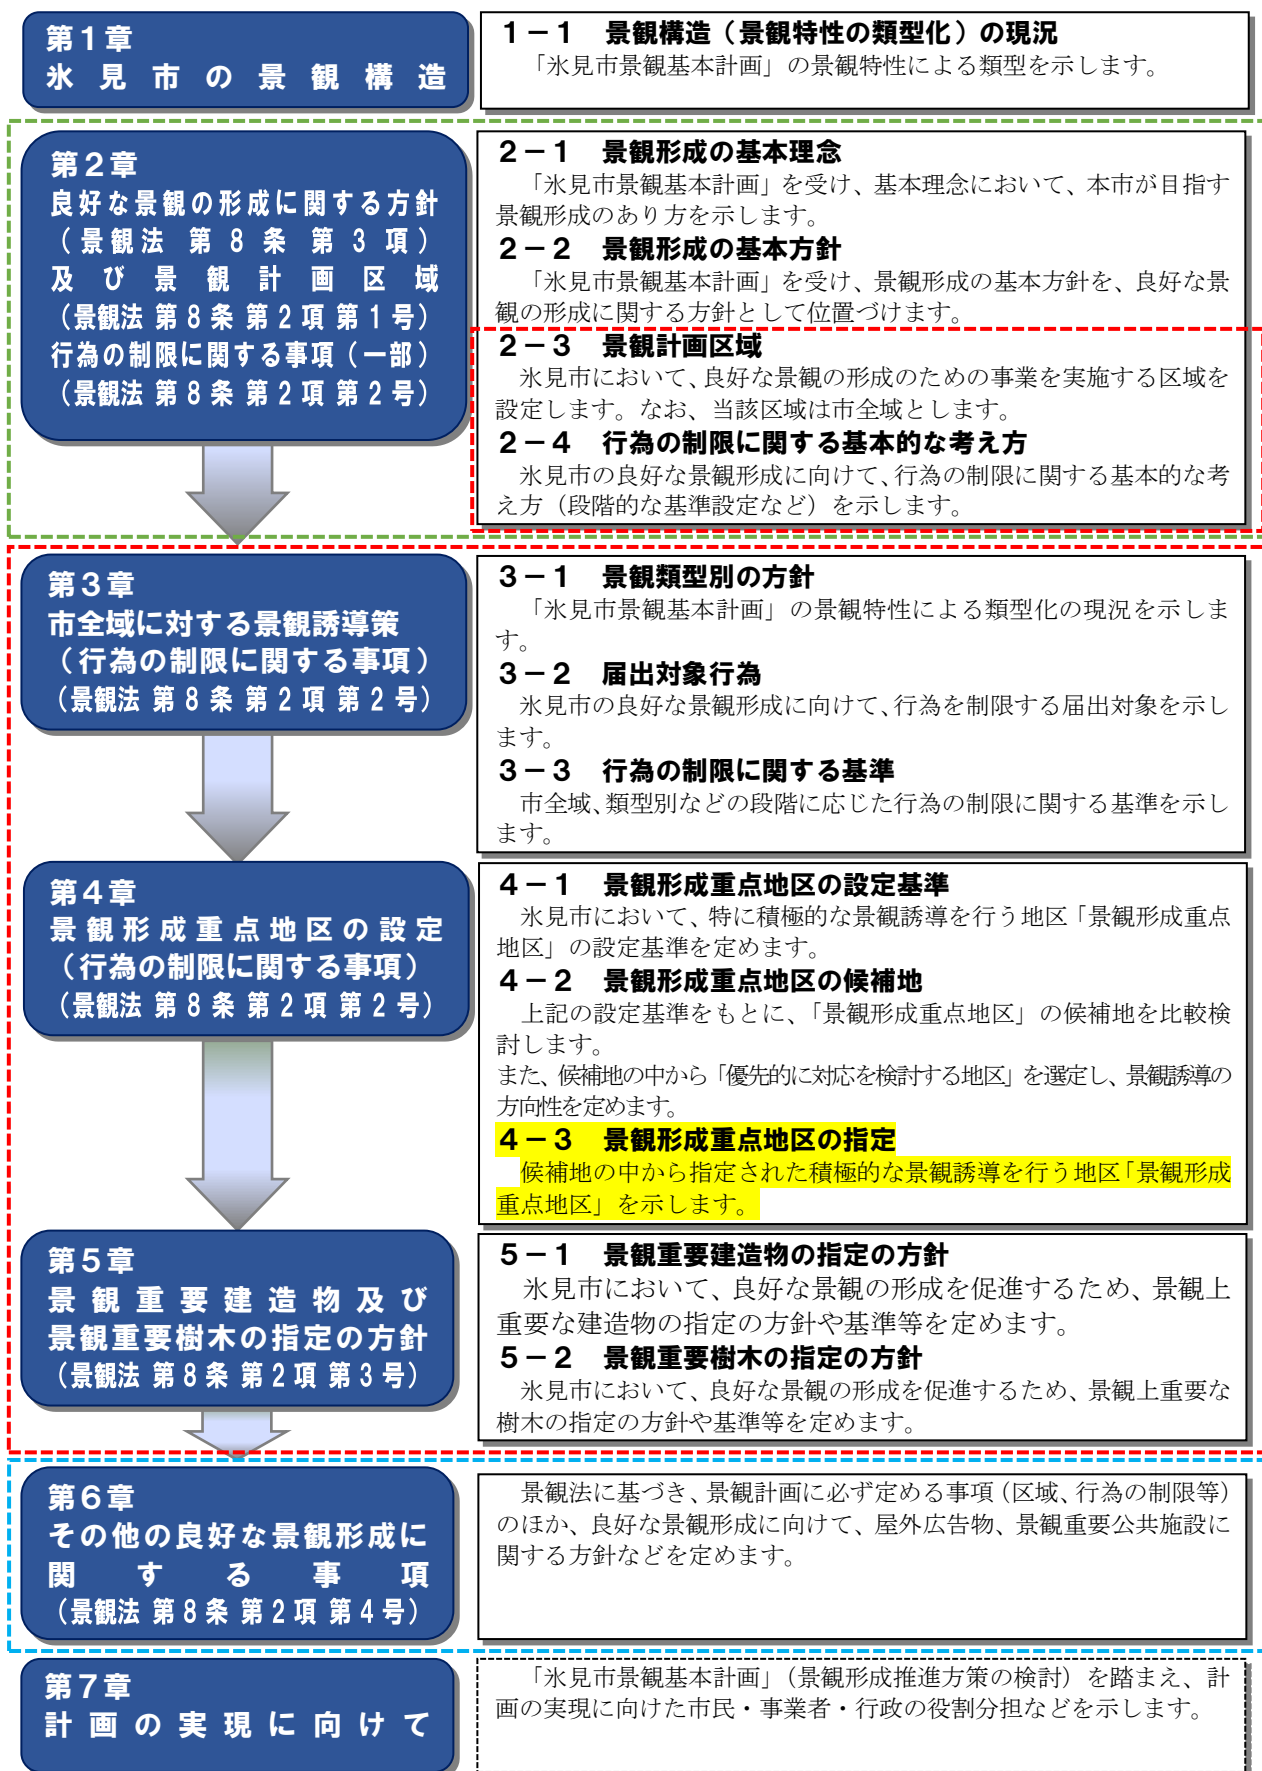 第１章
氷見市の景観構造
１－１　景観構造（景観特性の類型化）の現況
「氷見市景観基本計画」の景観特性による類型を示します。
第２章
良好な景観の形成に関する方針
（景観法 第８条 第３項）
及び景観計画区域
（景観法 第８条 第２項 第１号）
行為の制限に関する事項（一部）
（景観法 第８条 第２項 第２号）
２－１　景観形成の基本理念
「氷見市景観基本計画」を受け、基本理念において、本市が目指す
景観形成のあり方を示します。
２－２　景観形成の基本方針
「氷見市景観基本計画」を受け、景観形成の基本方針を、良好な景
観の形成に関する方針として位置づけます。
２－３　景観計画区域
氷見市において、良好な景観の形成のための事業を実施する区域を
設定します。なお、当該区域は市全域とします。
２－４　行為の制限に関する基本的な考え方
氷見市の良好な景観形成に向けて、行為の制限に関する基本的な考
え方（段階的な基準設定など）を示します。
第３章
市全域に対する景観誘導策
（行為の制限に関する事項）
（景観法 第８条 第２項 第２号）
３－１　景観類型別の方針
「氷見市景観基本計画」の景観特性による類型化の現況を示しま
す。
３－２　届出対象行為
氷見市の良好な景観形成に向けて、行為を制限する届出対象を示し
ます。
３－３　行為の制限に関する基準
市全域、類型別などの段階に応じた行為の制限に関する基準を示し
ます。
第４章
景観形成重点地区の設定
（行為の制限に関する事項）
（景観法 第８条 第２項 第２号）
４－１　景観形成重点地区の設定基準
氷見市において、特に積極的な景観誘導を行う地区「景観形成重点
地区」の設定基準を定めます。
４－２　景観形成重点地区の候補地
上記の設定基準をもとに、「景観形成重点地区」の候補地を比較検
討します。
また、候補地の中から「優先的に対応を検討する地区」を選定し、景観誘導の
方向性を定めます。
４－３　景観形成重点地区の指定
候補地の中から指定された積極的な景観誘導を行う地区「景観形成
重点地区」を示します。
第５章
景観重要建造物及び
景観重要樹木の指定の方針
（景観法 第８条 第２項 第３号）
５－１　景観重要建造物の指定の方針
氷見市において、良好な景観の形成を促進するため、景観上
重要な建造物の指定の方針や基準等を定めます。
５－２　景観重要樹木の指定の方針
氷見市において、良好な景観の形成を促進するため、景観上重要な
樹木の指定の方針や基準等を定めます。
第６章
その他の良好な景観形成に
関する事項
（景観法 第８条 第２項 第４号）
景観法に基づき、景観計画に必ず定める事項（区域、行為の制限等）
のほか、良好な景観形成に向けて、屋外広告物、景観重要公共施設に
関する方針などを定めます。
第７章
計画の実現に向けて
「氷見市景観基本計画」（景観形成推進方策の検討）を踏まえ、計
画の実現に向けた市民・事業者・行政の役割分担などを示します。